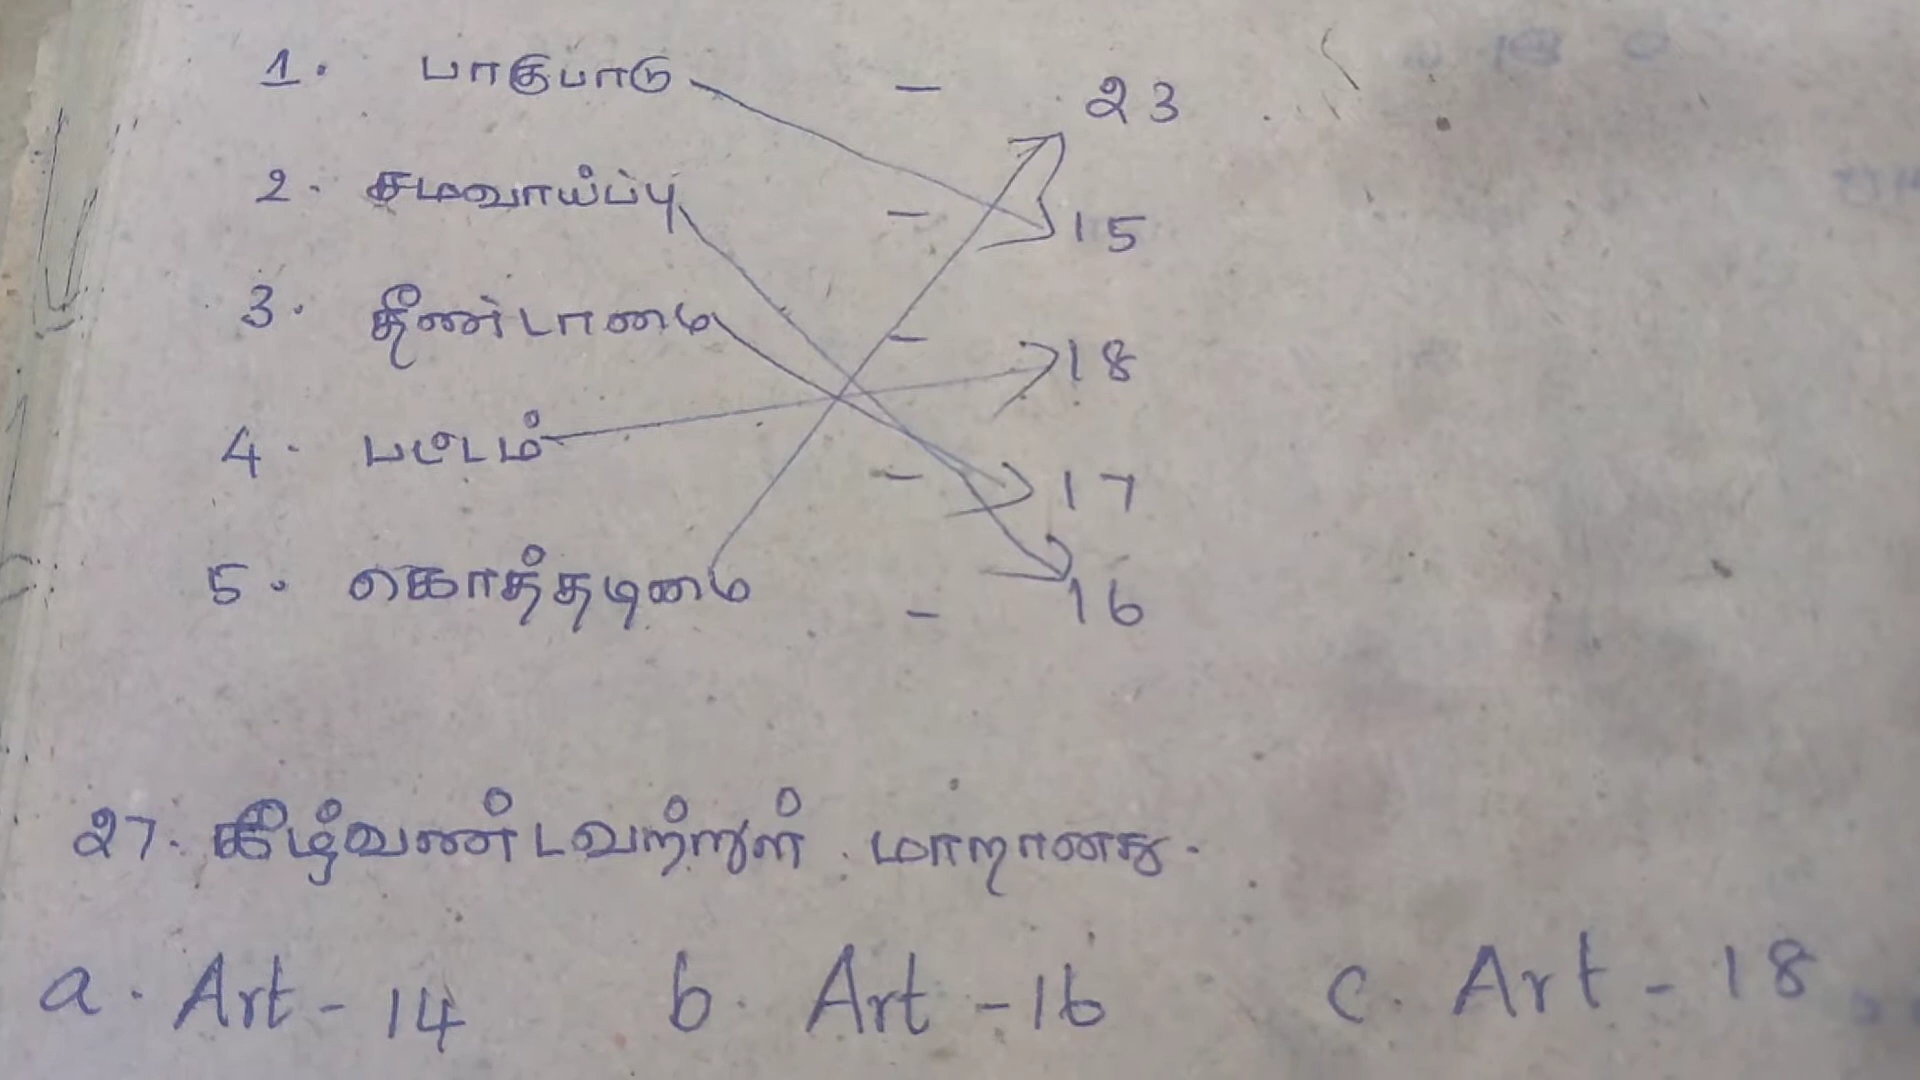 1. பாகுபாடு - 23
2. சமவாய்ப்பு - 15
3. தீண்டாமை - 18
4. பட்டம் - 17
5. கொத்தடிமை - 16
27. கீழ்வண்டவற்றுள் மாறானது.
a. Art - 14 b. Art - 16 c. Art - 18